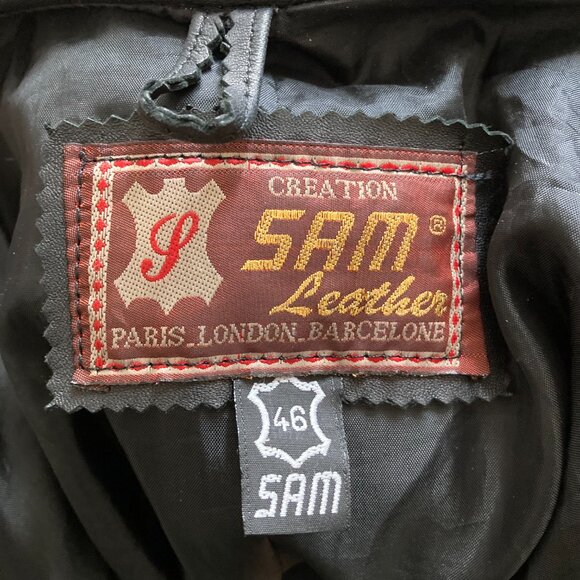 CREATION
S
SAM®
Leather
PARIS_LONDON_BARCELONE
46
SAM